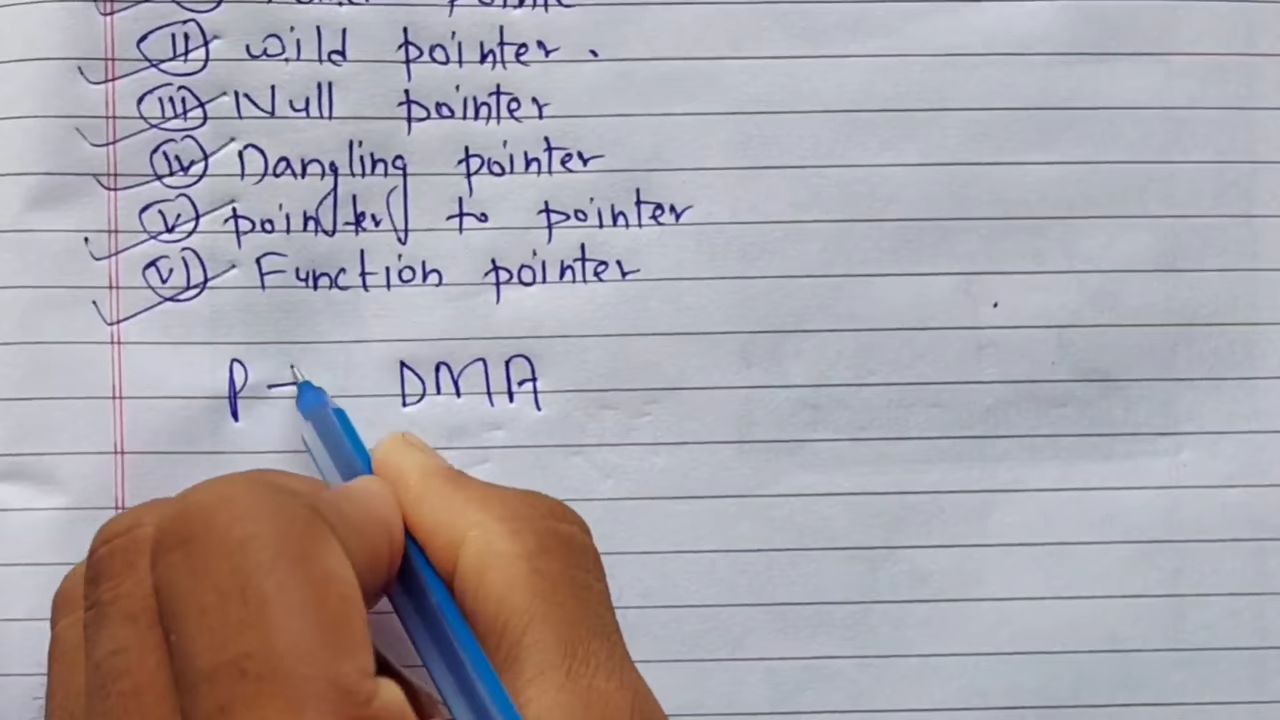 (II) wild pointer.
(III) Null pointer
(IV) Dangling pointer
(V) pointer to pointer
(VI) Function pointer
P - DMA